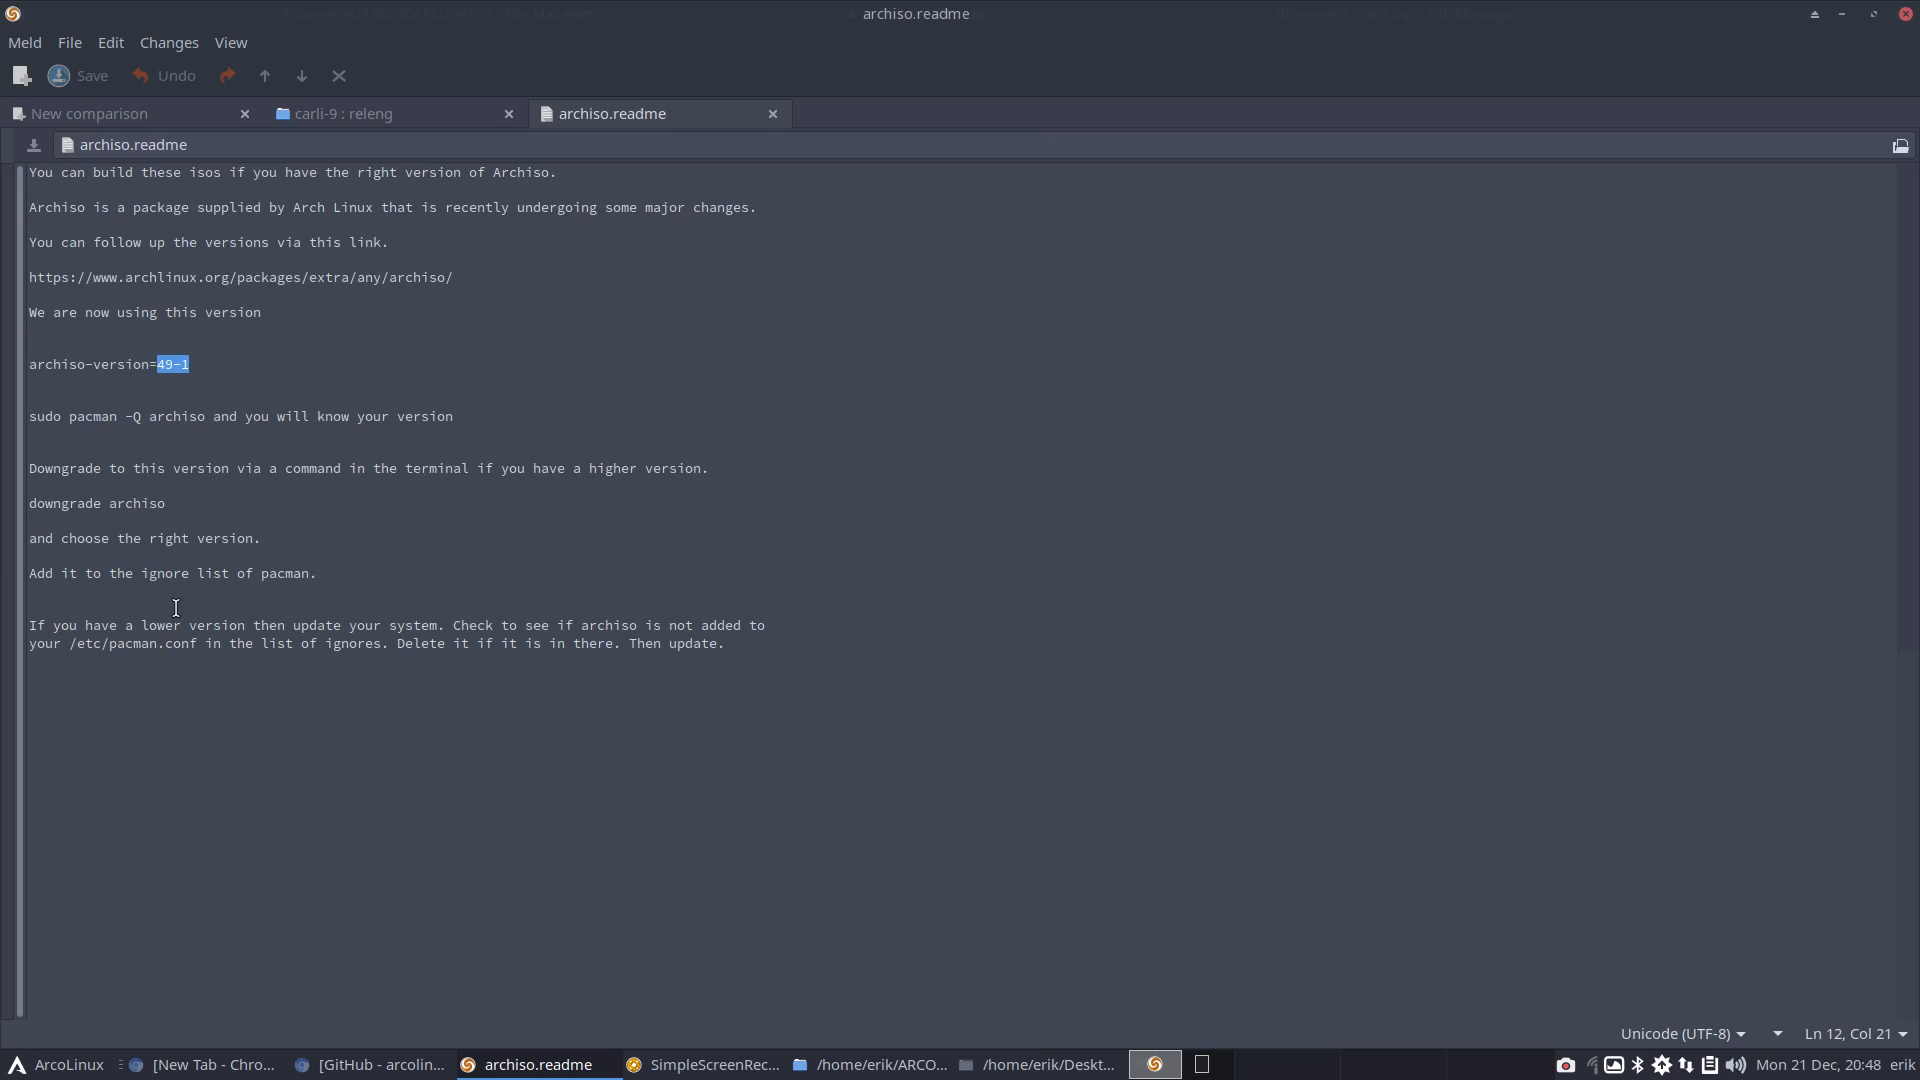 archiso.readme
Meld File Edit Changes View
Save Undo
New comparison carli-9 : releng archiso.readme
archiso.readme
You can build these isos if you have the right version of Archiso.
Archiso is a package supplied by Arch Linux that is recently undergoing some major changes.
You can follow up the versions via this link.
https://www.archlinux.org/packages/extra/any/archiso/
We are now using this version
archiso-version=49-1
sudo pacman -Q archiso and you will know your version
Downgrade to this version via a command in the terminal if you have a higher version.
downgrade archiso
and choose the right version.
Add it to the ignore list of pacman.
If you have a lower version then update your system. Check to see if archiso is not added to
your /etc/pacman.conf in the list of ignores. Delete it if it is in there. Then update.
Unicode (UTF-8) Ln 12, Col 21
ArcoLinux [New Tab - Chro... [GitHub - arcolin... archiso.readme SimpleScreenRec... /home/erik/ARCO... /home/erik/Deskt... Mon 21 Dec, 20:48 erik